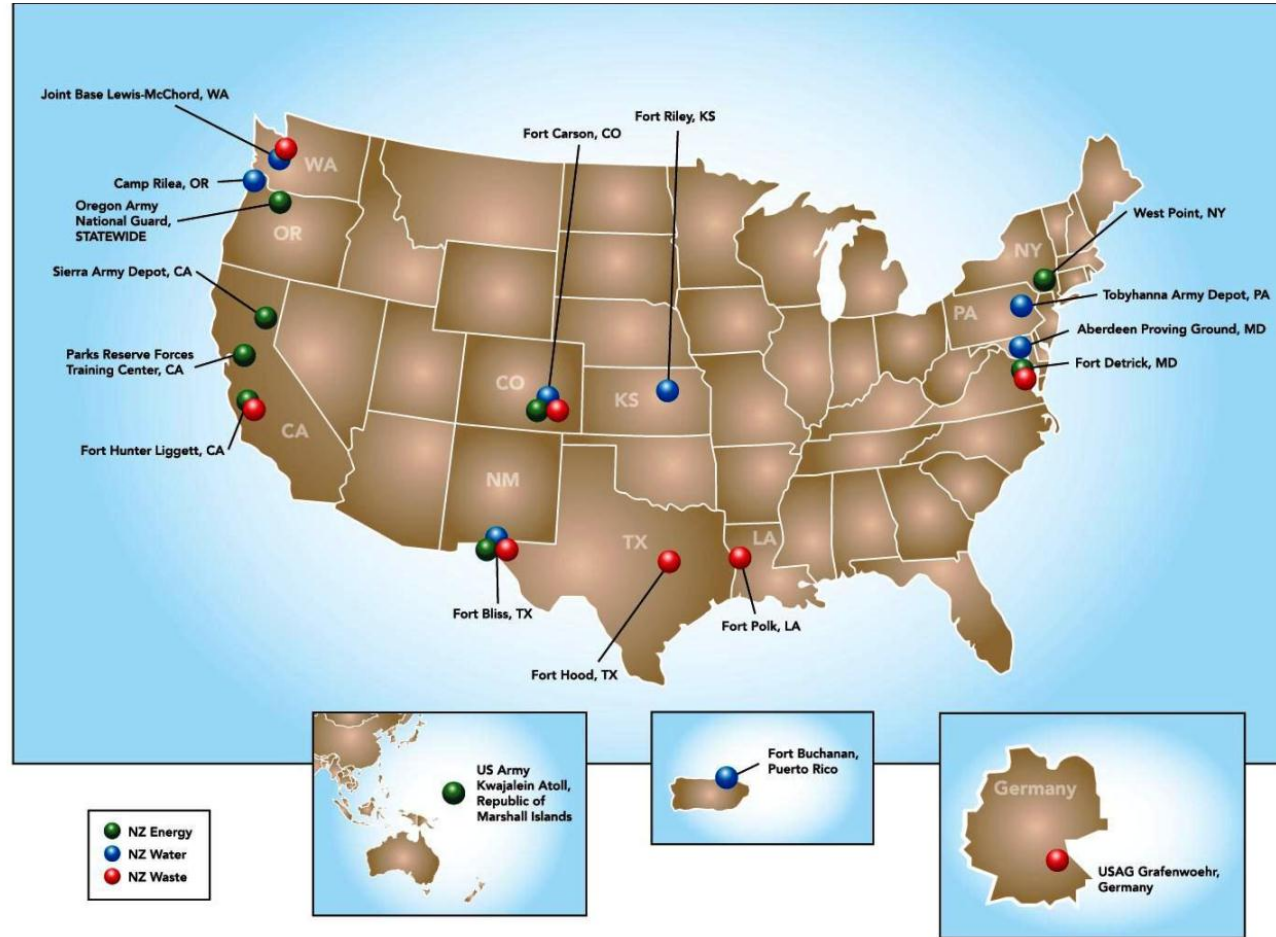 Joint Base Lewis-McChord, WA
Fort Carson, CO
Fort Riley, KS
WA
Camp Rilea, OR
Oregon Army
National Guard,
STATEWIDE
OR
West Point, NY
NY
Sierra Army Depot, CA
Tobyhanna Army Depot, PA
PA
Aberdeen Proving Ground, MD
Parks Reserve Forces
Training Center, CA
Fort Detrick, MD
CO
KS
CA
Fort Hunter Liggett, CA
NM
TX
LA
Fort Bliss, TX
Fort Polk, LA
Fort Hood, TX
US Army
Kwajalein Atoll,
Republic of
Marshall Islands
Fort Buchanan,
Puerto Rico
Germany
USAG Grafenwoehr,
Germany
NZ Energy
NZ Water
NZ Waste